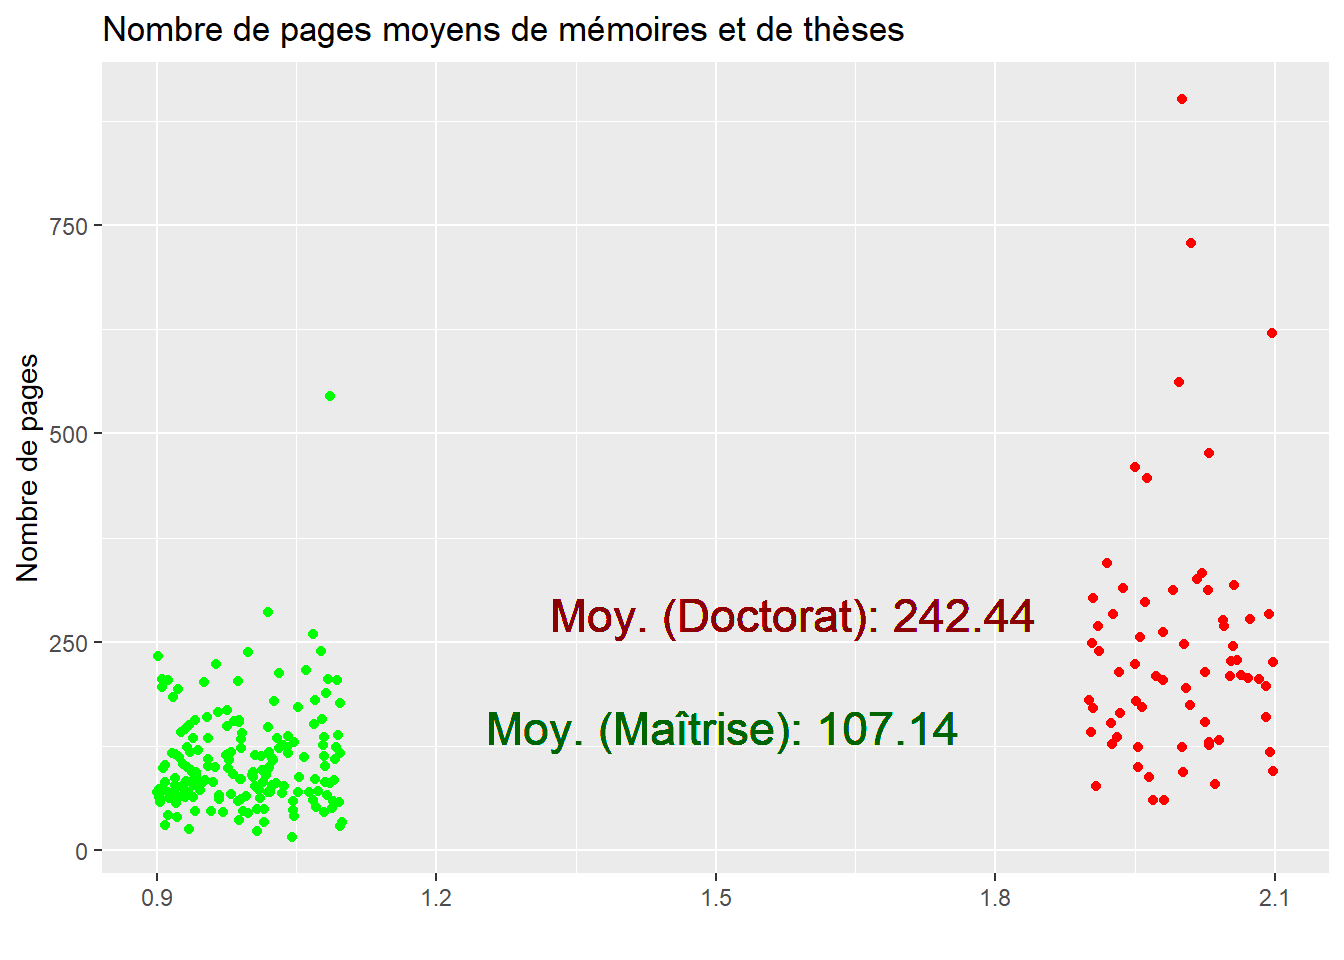 Nombre de pages moyens de mémoires et de thèses
Nombre de pages
750
500
250
0
Moy. (Doctorat): 242.44
Moy. (Maîtrise): 107.14
0.9
1.2
1.5
1.8
2.1